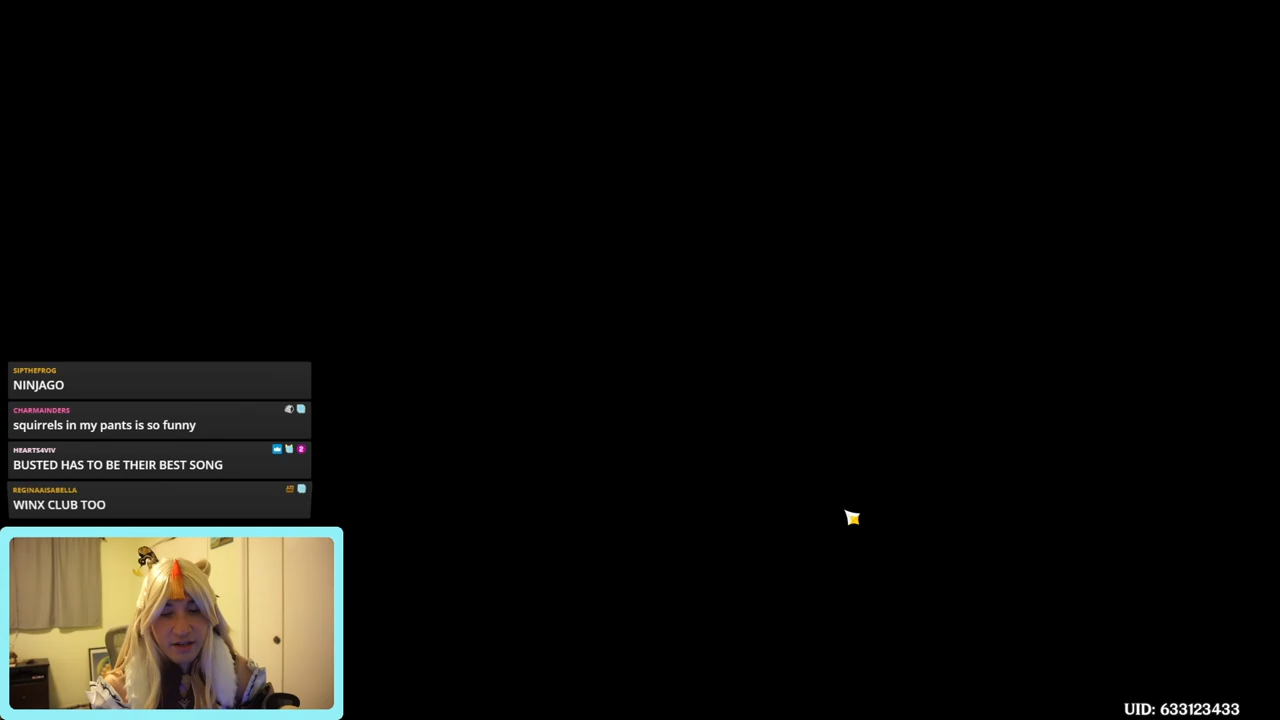 SIPTHEFROG
NINJAGO
CHARMAINDERS
squirrels in my pants is so funny
HEARTS4VIV
BUSTED HAS TO BE THEIR BEST SONG
REGINAAISABELLA
WINX CLUB TOO
UID: 633123433